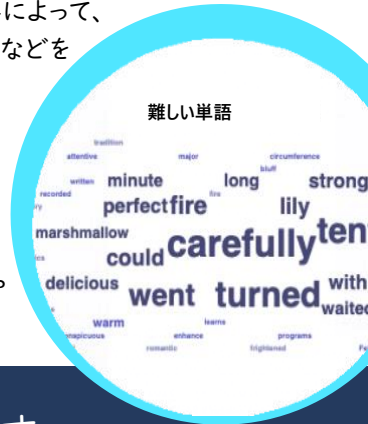 によって、
などを
難しい単語
tradition
attentive major circumference
bluff
written minute long strong
recorded fire
perfect fire lily
marshmallow
could carefully ten
delicious went turned with
waited
warm learns
enhance programs
romantic frightened